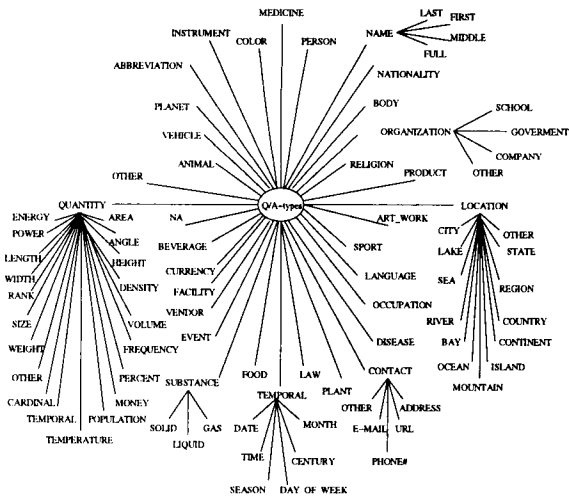 MEDICINE
LAST
FIRST
INSTRUMENT
COLOR
PERSON
NAME
MIDDLE
FULL
ABBREVIATION
NATIONALITY
PLANET
BODY
SCHOOL
VEHICLE
ORGANIZATION
GOVERMENT
COMPANY
ANIMAL
RELIGION
OTHER
OTHER
PRODUCT
QUANTITY
Q/A-types
LOCATION
ENERGY
AREA
NA
ART_WORK
CITY
OTHER
POWER
ANGLE
BEVERAGE
SPORT
LAKE
STATE
LENGTH
HEIGHT
CURRENCY
LANGUAGE
SEA
WIDTH
DENSITY
FACILITY
REGION
RANK
VENDOR
OCCUPATION
SIZE
VOLUME
EVENT
RIVER
COUNTRY
WEIGHT
FREQUENCY
DISEASE
BAY
CONTINENT
OTHER
PERCENT
SUBSTANCE
FOOD
LAW
CONTACT
OCEAN
ISLAND
MOUNTAIN
CARDINAL
MONEY
TEMPORAL
PLANT
TEMPORAL
POPULATION
SOLID
GAS
DATE
MONTH
OTHER
ADDRESS
TEMPERATURE
LIQUID
E-MAIL
URL
TIME
CENTURY
PHONE#
SEASON
DAY OF WEEK